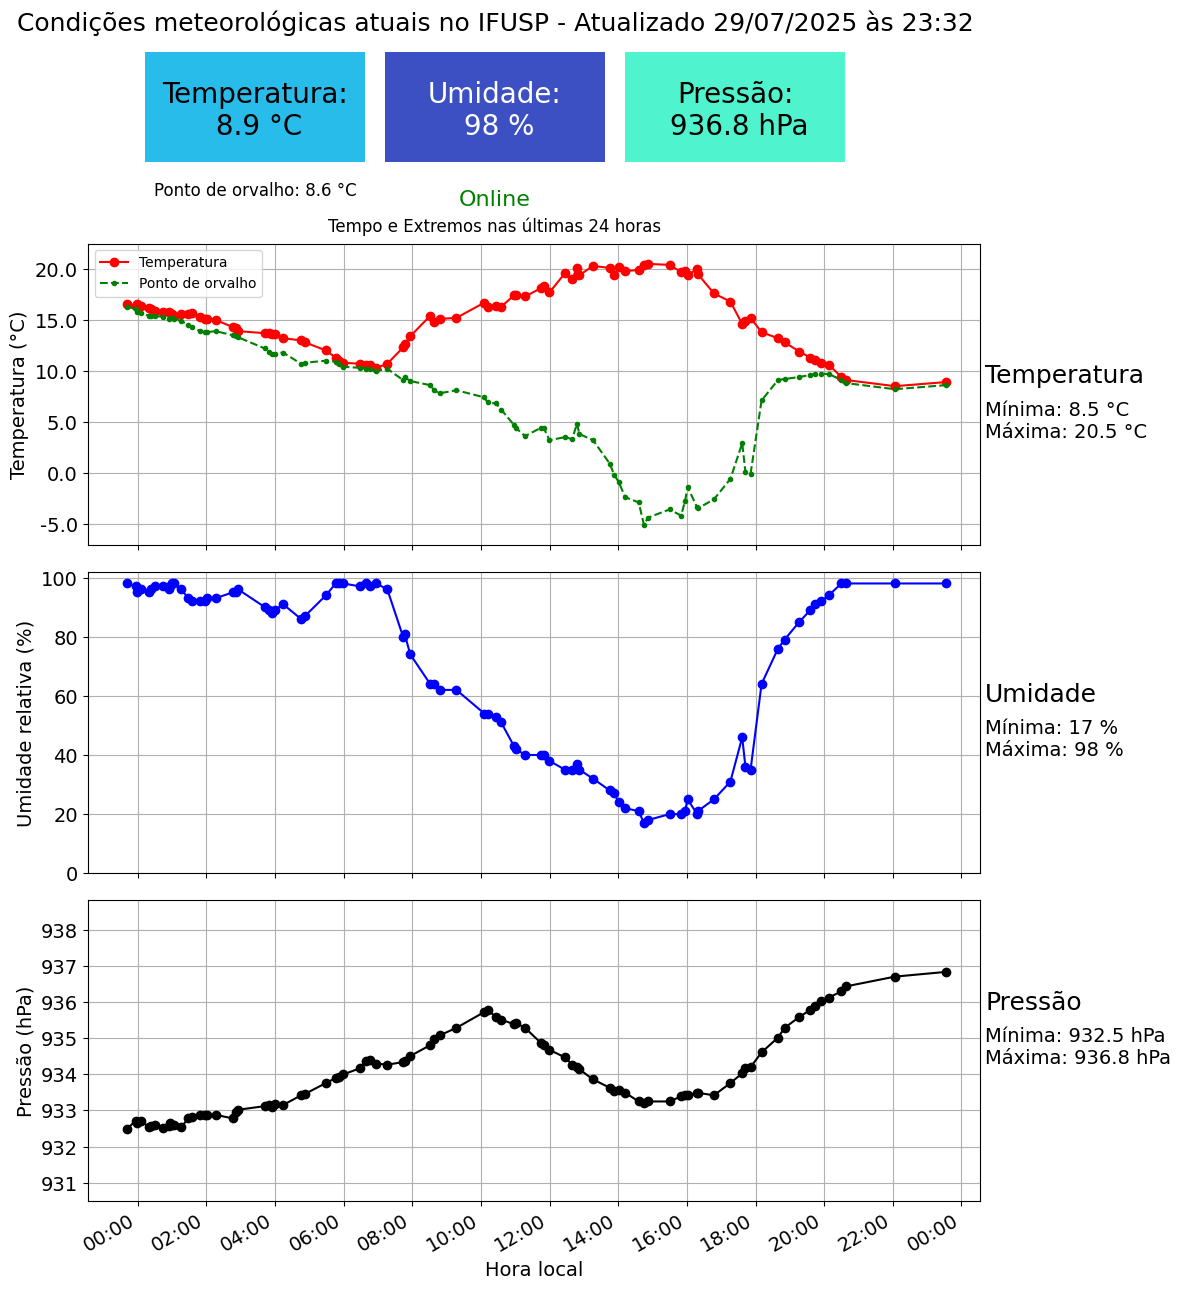 Condições meteorológicas atuais no IFUSP - Atualizado 29/07/2025 às 23:32
Temperatura:
8.9 °C
Umidade:
98 %
Pressão:
936.8 hPa
Ponto de orvalho: 8.6 °C
Online
Tempo e Extremos nas últimas 24 horas
Temperatura
Ponto de orvalho
Temperatura (°C)
20.0
15.0
10.0
5.0
0.0
-5.0
Temperatura
Mínima: 8.5 °C
Máxima: 20.5 °C
Umidade relativa (%)
100
80
60
40
20
0
Umidade
Mínima: 17 %
Máxima: 98 %
Pressão (hPa)
938
937
936
935
934
933
932
931
Pressão
Mínima: 932.5 hPa
Máxima: 936.8 hPa
00:00 02:00 04:00 06:00 08:00 10:00 12:00 14:00 16:00 18:00 20:00 22:00 00:00
Hora local